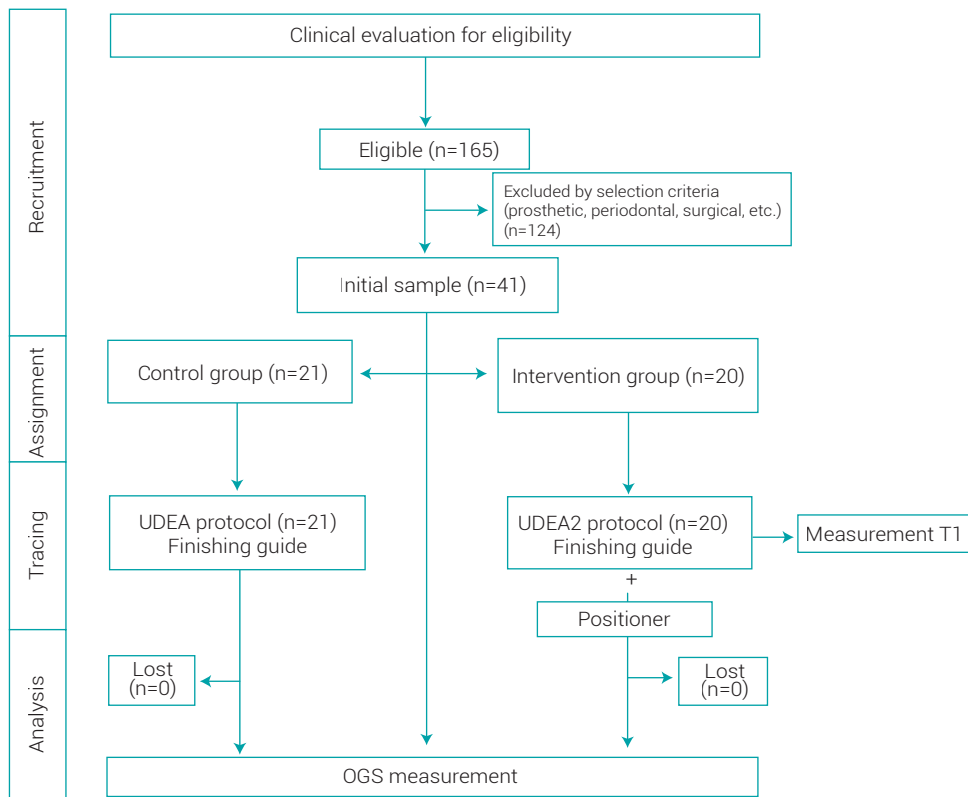 Recruitment
Clinical evaluation for eligibility
Eligible (n=165)
Excluded by selection criteria
(prosthetic, periodontal, surgical, etc.)
(n=124)
Initial sample (n=41)
Assignment
Control group (n=21)
Intervention group (n=20)
Tracing
UDEA protocol (n=21)
Finishing guide
UDEA2 protocol (n=20)
Finishing guide
Measurement T1
+
Positioner
Analysis
Lost
(n=0)
Lost
(n=0)
OGS measurement